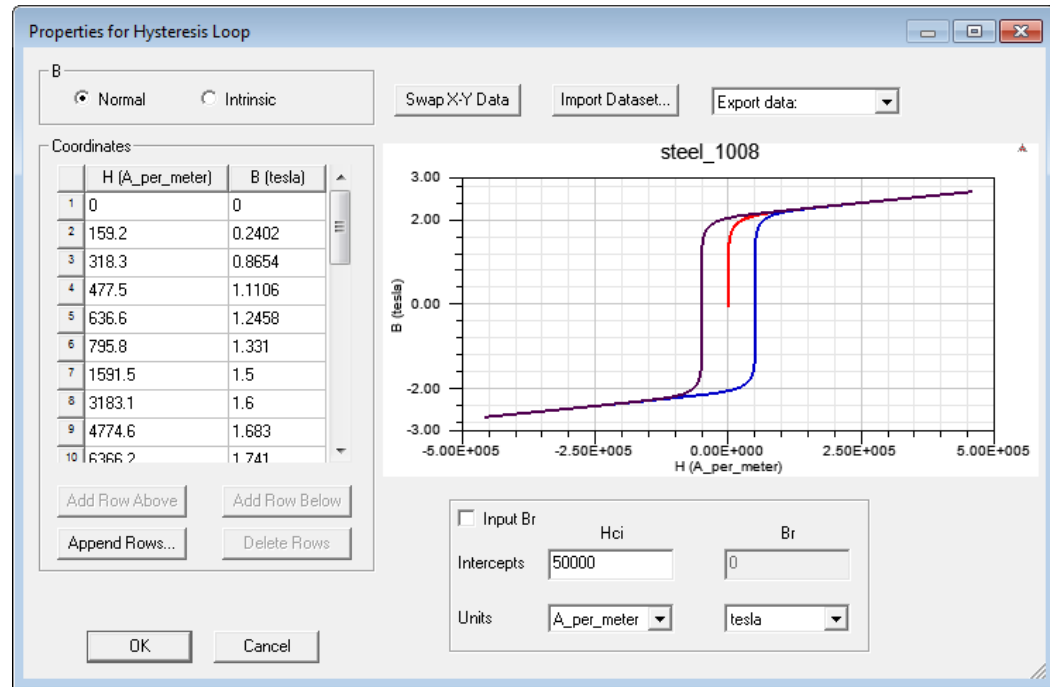 Properties for Hysteresis Loop
B
Normal
Intrinsic
Swap X-Y Data
Import Dataset...
Export data:
Coordinates
H (A_per_meter) B (tesla)
1 0 0
2 159.2 0.2402
3 318.3 0.8654
4 477.5 1.1106
5 636.6 1.2458
6 795.8 1.331
7 1591.5 1.5
8 3183.1 1.6
9 4774.6 1.683
10 6366.2 1.741
Add Row Above
Add Row Below
Append Rows...
Delete Rows
steel_1008
3.00
2.00
0.00
-2.00
-3.00
B (tesla)
-5.00E+005 -2.50E+005 0.00E+000 2.50E+005 5.00E+005
H (A_per_meter)
Input Br
Hci Br
Intercepts 50000 0
Units A_per_meter tesla
OK
Cancel